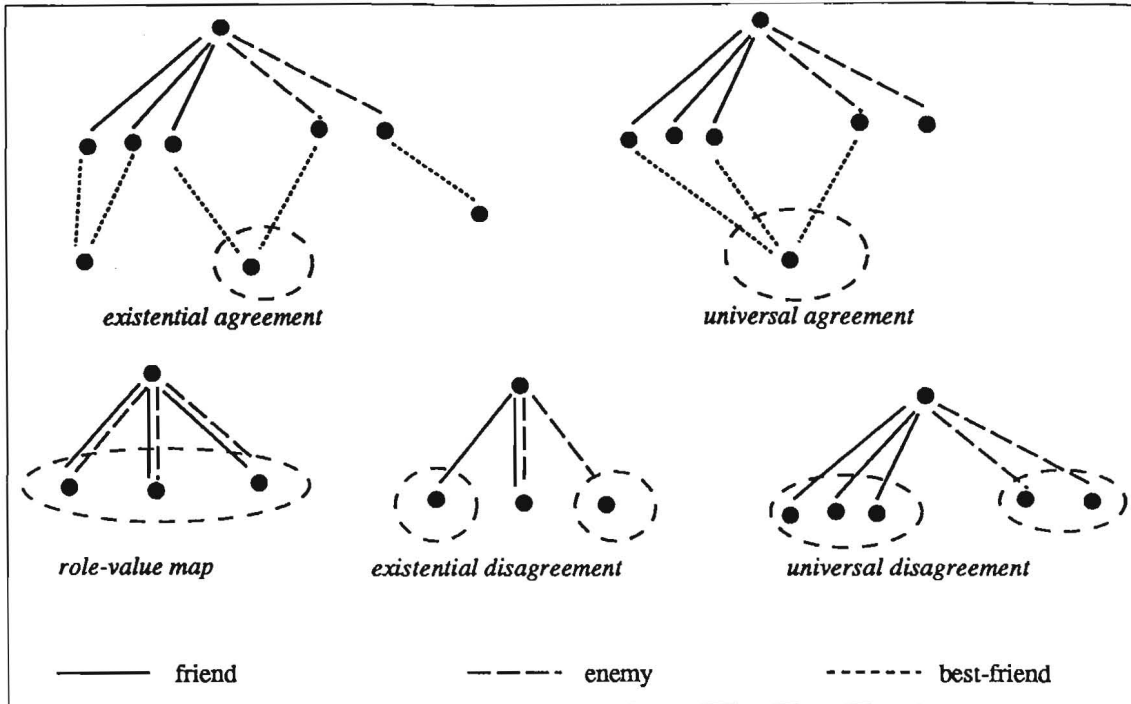 existential agreement
universal agreement
role-value map
existential disagreement
universal disagreement
friend
enemy
best-friend